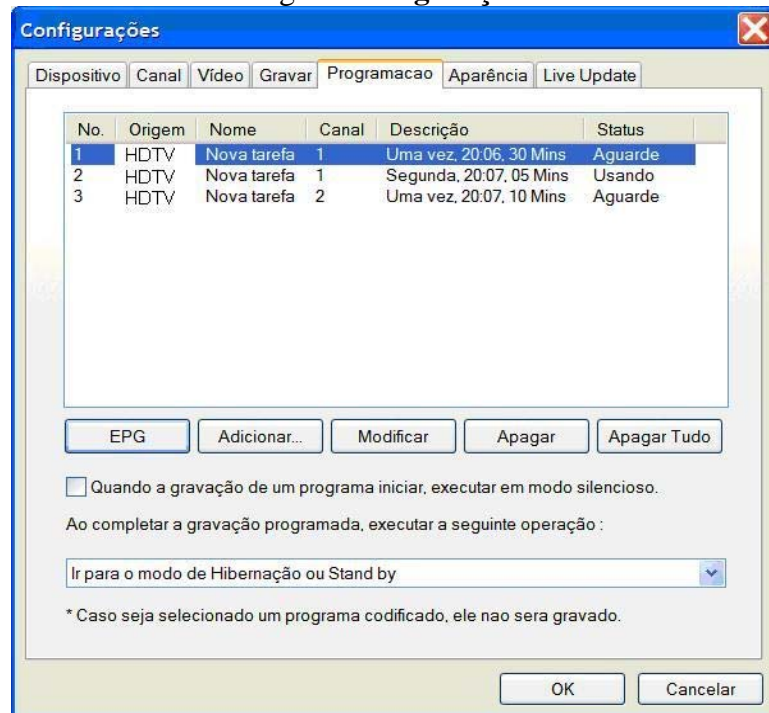 Configurações
Dispositivo Canal Vídeo Gravar Programacao Aparência Live Update
No. Origem Nome Canal Descrição Status
1 HDTV Nova tarefa 1 Uma vez, 20:06, 30 Mins Aguarde
2 HDTV Nova tarefa 1 Segunda, 20:07, 05 Mins Usando
3 HDTV Nova tarefa 2 Uma vez, 20:07, 10 Mins Aguarde
EPG Adicionar... Modificar Apagar Apagar Tudo
Quando a gravação de um programa iniciar, executar em modo silencioso.
Ao completar a gravação programada, executar a seguinte operação :
Ir para o modo de Hibernação ou Stand by
* Caso seja selecionado um programa codificado, ele nao sera gravado.
OK Cancelar